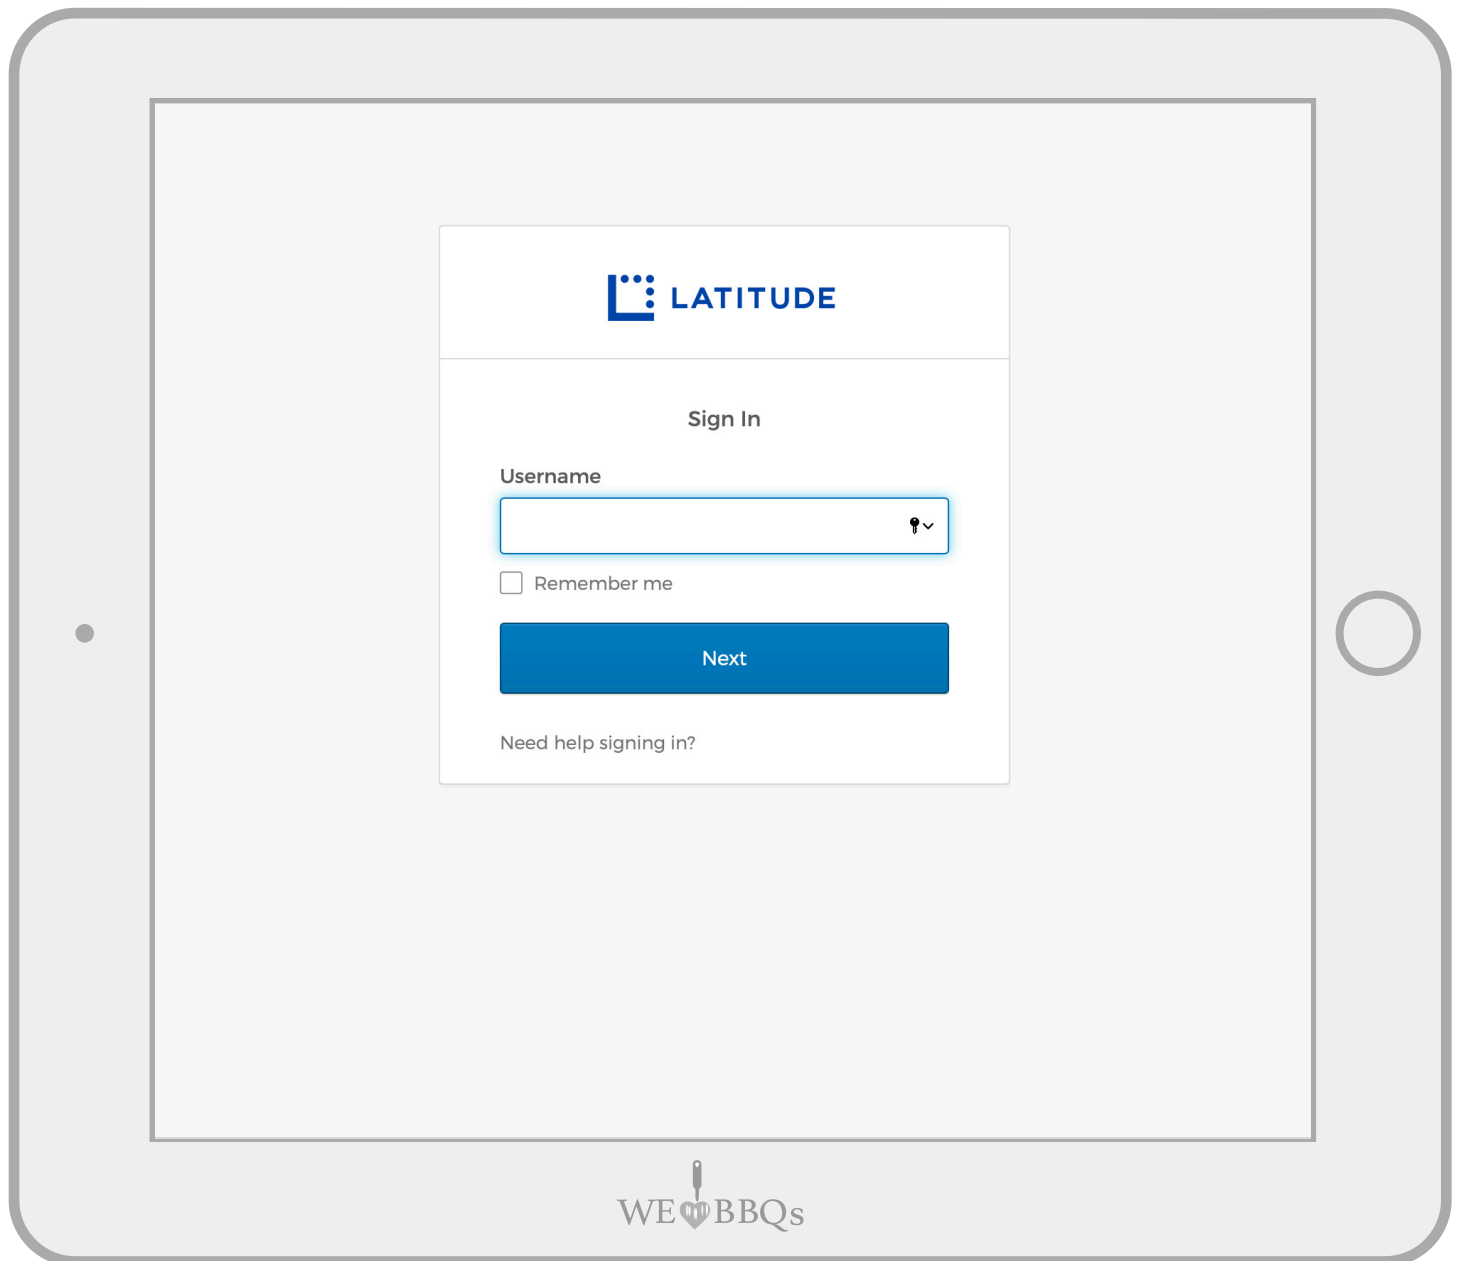 LATITUDE
Sign In
Username
Remember me
Next
Need help signing in?
WE BBQs